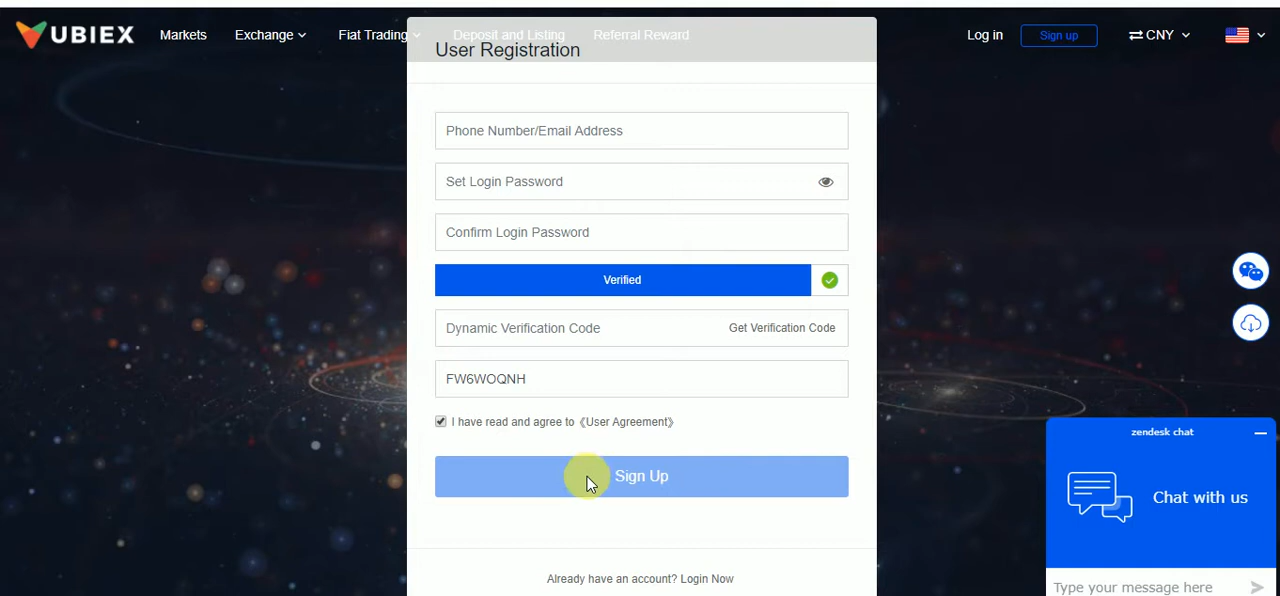 UBIEX Markets Exchange Fiat Trading Deposit and Listing Referral Reward Log in Sign up CNY
User Registration
Phone Number/Email Address
Set Login Password
Confirm Login Password
Verified
Dynamic Verification Code Get Verification Code
FW6WOQNH
I have read and agree to 《User Agreement》
Sign Up
Already have an account? Login Now
zendesk chat
Chat with us
Type your message here